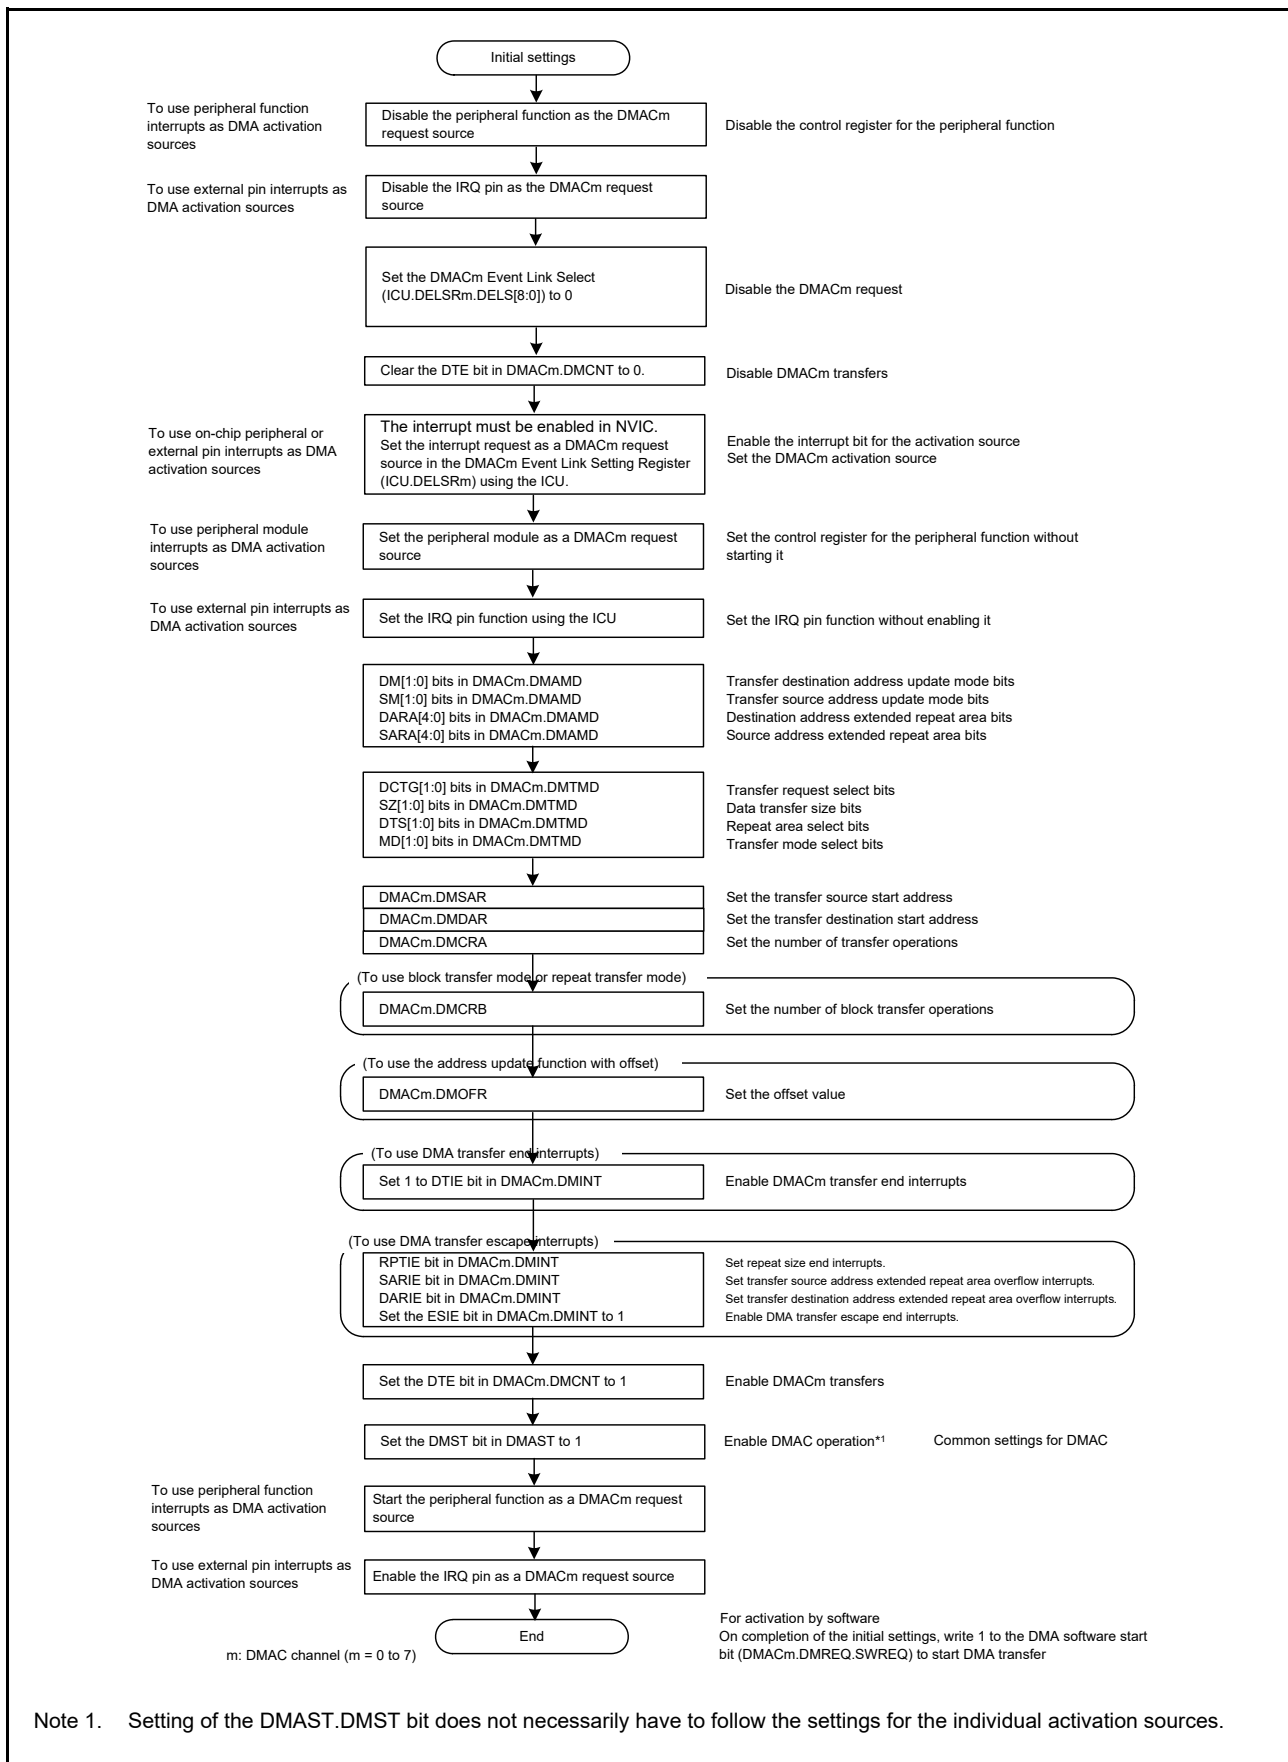 Initial settings
To use peripheral function
interrupts as DMA activation
sources
Disable the peripheral function as the DMACm
request source
Disable the control register for the peripheral function
To use external pin interrupts as
DMA activation sources
Disable the IRQ pin as the DMACm request
source
Set the DMACm Event Link Select
(ICU.DELSRm.DELS[8:0]) to 0
Disable the DMACm request
Clear the DTE bit in DMACm.DMCNT to 0.
Disable DMACm transfers
To use on-chip peripheral or
external pin interrupts as DMA
activation sources
The interrupt must be enabled in NVIC.
Set the interrupt request as a DMACm request
source in the DMACm Event Link Setting Register
(ICU.DELSRm) using the ICU.
Enable the interrupt bit for the activation source
Set the DMACm activation source
To use peripheral module
interrupts as DMA activation
sources
Set the peripheral module as a DMACm request
source
Set the control register for the peripheral function without
starting it
To use external pin interrupts as
DMA activation sources
Set the IRQ pin function using the ICU
Set the IRQ pin function without enabling it
DM[1:0] bits in DMACm.DMAMD
SM[1:0] bits in DMACm.DMAMD
DARA[4:0] bits in DMACm.DMAMD
SARA[4:0] bits in DMACm.DMAMD
Transfer destination address update mode bits
Transfer source address update mode bits
Destination address extended repeat area bits
Source address extended repeat area bits
DCTG[1:0] bits in DMACm.DMTMD
SZ[1:0] bits in DMACm.DMTMD
DTS[1:0] bits in DMACm.DMTMD
MD[1:0] bits in DMACm.DMTMD
Transfer request select bits
Data transfer size bits
Repeat area select bits
Transfer mode select bits
DMACm.DMSAR
Set the transfer source start address
DMACm.DMDAR
Set the transfer destination start address
DMACm.DMCRA
Set the number of transfer operations
(To use block transfer mode or repeat transfer mode)
DMACm.DMCRB
Set the number of block transfer operations
(To use the address update function with offset)
DMACm.DMOFR
Set the offset value
(To use DMA transfer end interrupts)
Set 1 to DTIE bit in DMACm.DMINT
Enable DMACm transfer end interrupts
(To use DMA transfer escape interrupts)
RPTIE bit in DMACm.DMINT
SARIE bit in DMACm.DMINT
DARIE bit in DMACm.DMINT
Set the ESIE bit in DMACm.DMINT to 1
Set repeat size end interrupts.
Set transfer source address extended repeat area overflow interrupts.
Set transfer destination address extended repeat area overflow interrupts.
Enable DMA transfer escape end interrupts.
Set the DTE bit in DMACm.DMCNT to 1
Enable DMACm transfers
Set the DMST bit in DMAST to 1
Enable DMAC operation*1
Common settings for DMAC
To use peripheral function
interrupts as DMA activation
sources
Start the peripheral function as a DMACm request
source
To use external pin interrupts as
DMA activation sources
Enable the IRQ pin as a DMACm request source
End
m: DMAC channel (m = 0 to 7)
For activation by software
On completion of the initial settings, write 1 to the DMA software start
bit (DMACm.DMREQ.SWREQ) to start DMA transfer
Note 1. Setting of the DMAST.DMST bit does not necessarily have to follow the settings for the individual activation sources.